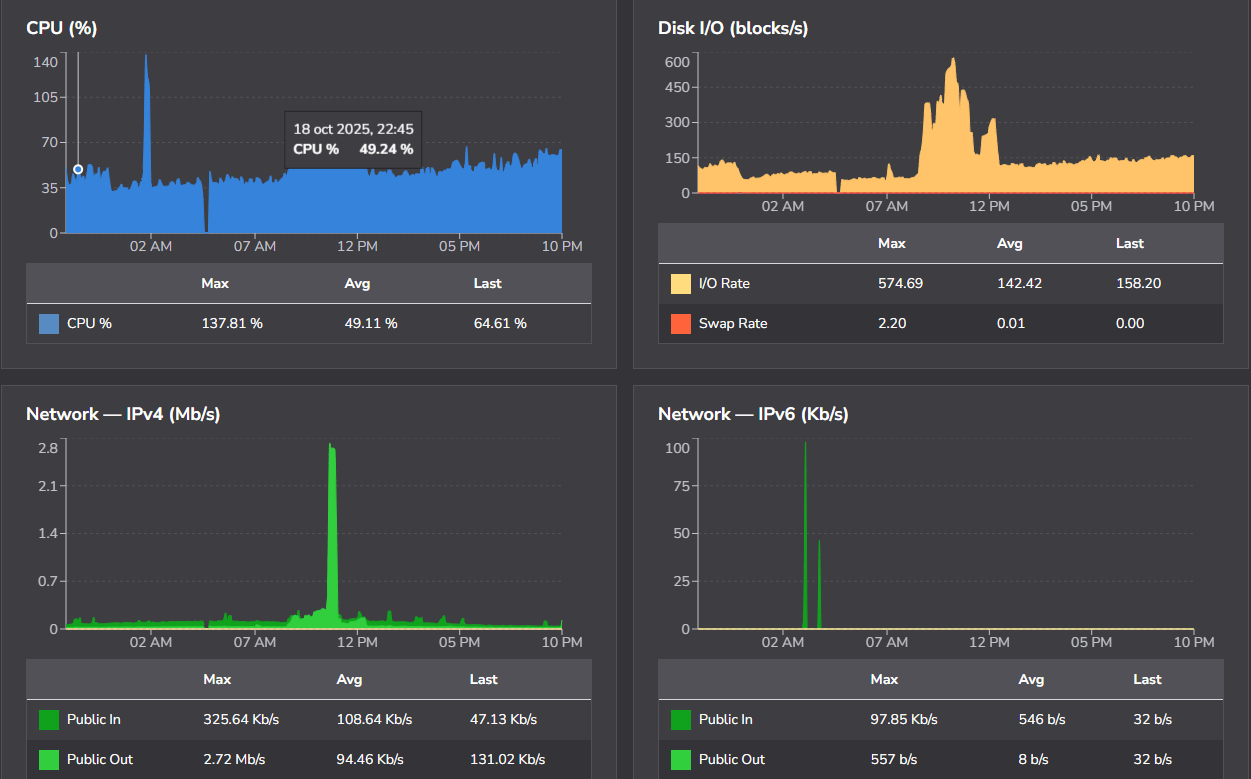 CPU (%)
140
105
70
35
0
18 oct 2025, 22:45
CPU % 49.24 %
02 AM 07 AM 12 PM 05 PM 10 PM
Max Avg Last
CPU % 137.81 % 49.11 % 64.61 %
Disk I/O (blocks/s)
600
450
300
150
0
02 AM 07 AM 12 PM 05 PM 10 PM
Max Avg Last
I/O Rate 574.69 142.42 158.20
Swap Rate 2.20 0.01 0.00
Network — IPv4 (Mb/s)
2.8
2.1
1.4
0.7
0
02 AM 07 AM 12 PM 05 PM 10 PM
Max Avg Last
Public In 325.64 Kb/s 108.64 Kb/s 47.13 Kb/s
Public Out 2.72 Mb/s 94.46 Kb/s 131.02 Kb/s
Network — IPv6 (Kb/s)
100
75
50
25
0
02 AM 07 AM 12 PM 05 PM 10 PM
Max Avg Last
Public In 97.85 Kb/s 546 b/s 32 b/s
Public Out 557 b/s 8 b/s 32 b/s